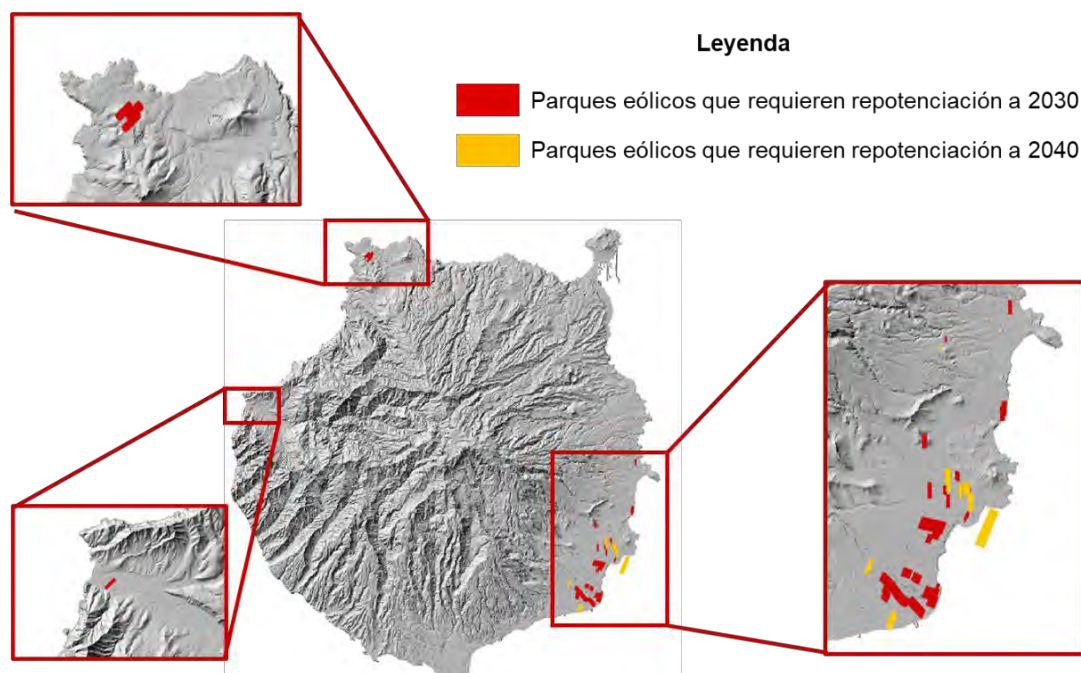 Leyenda
Parques eólicos que requieren repotenciación a 2030
Parques eólicos que requieren repotenciación a 2040